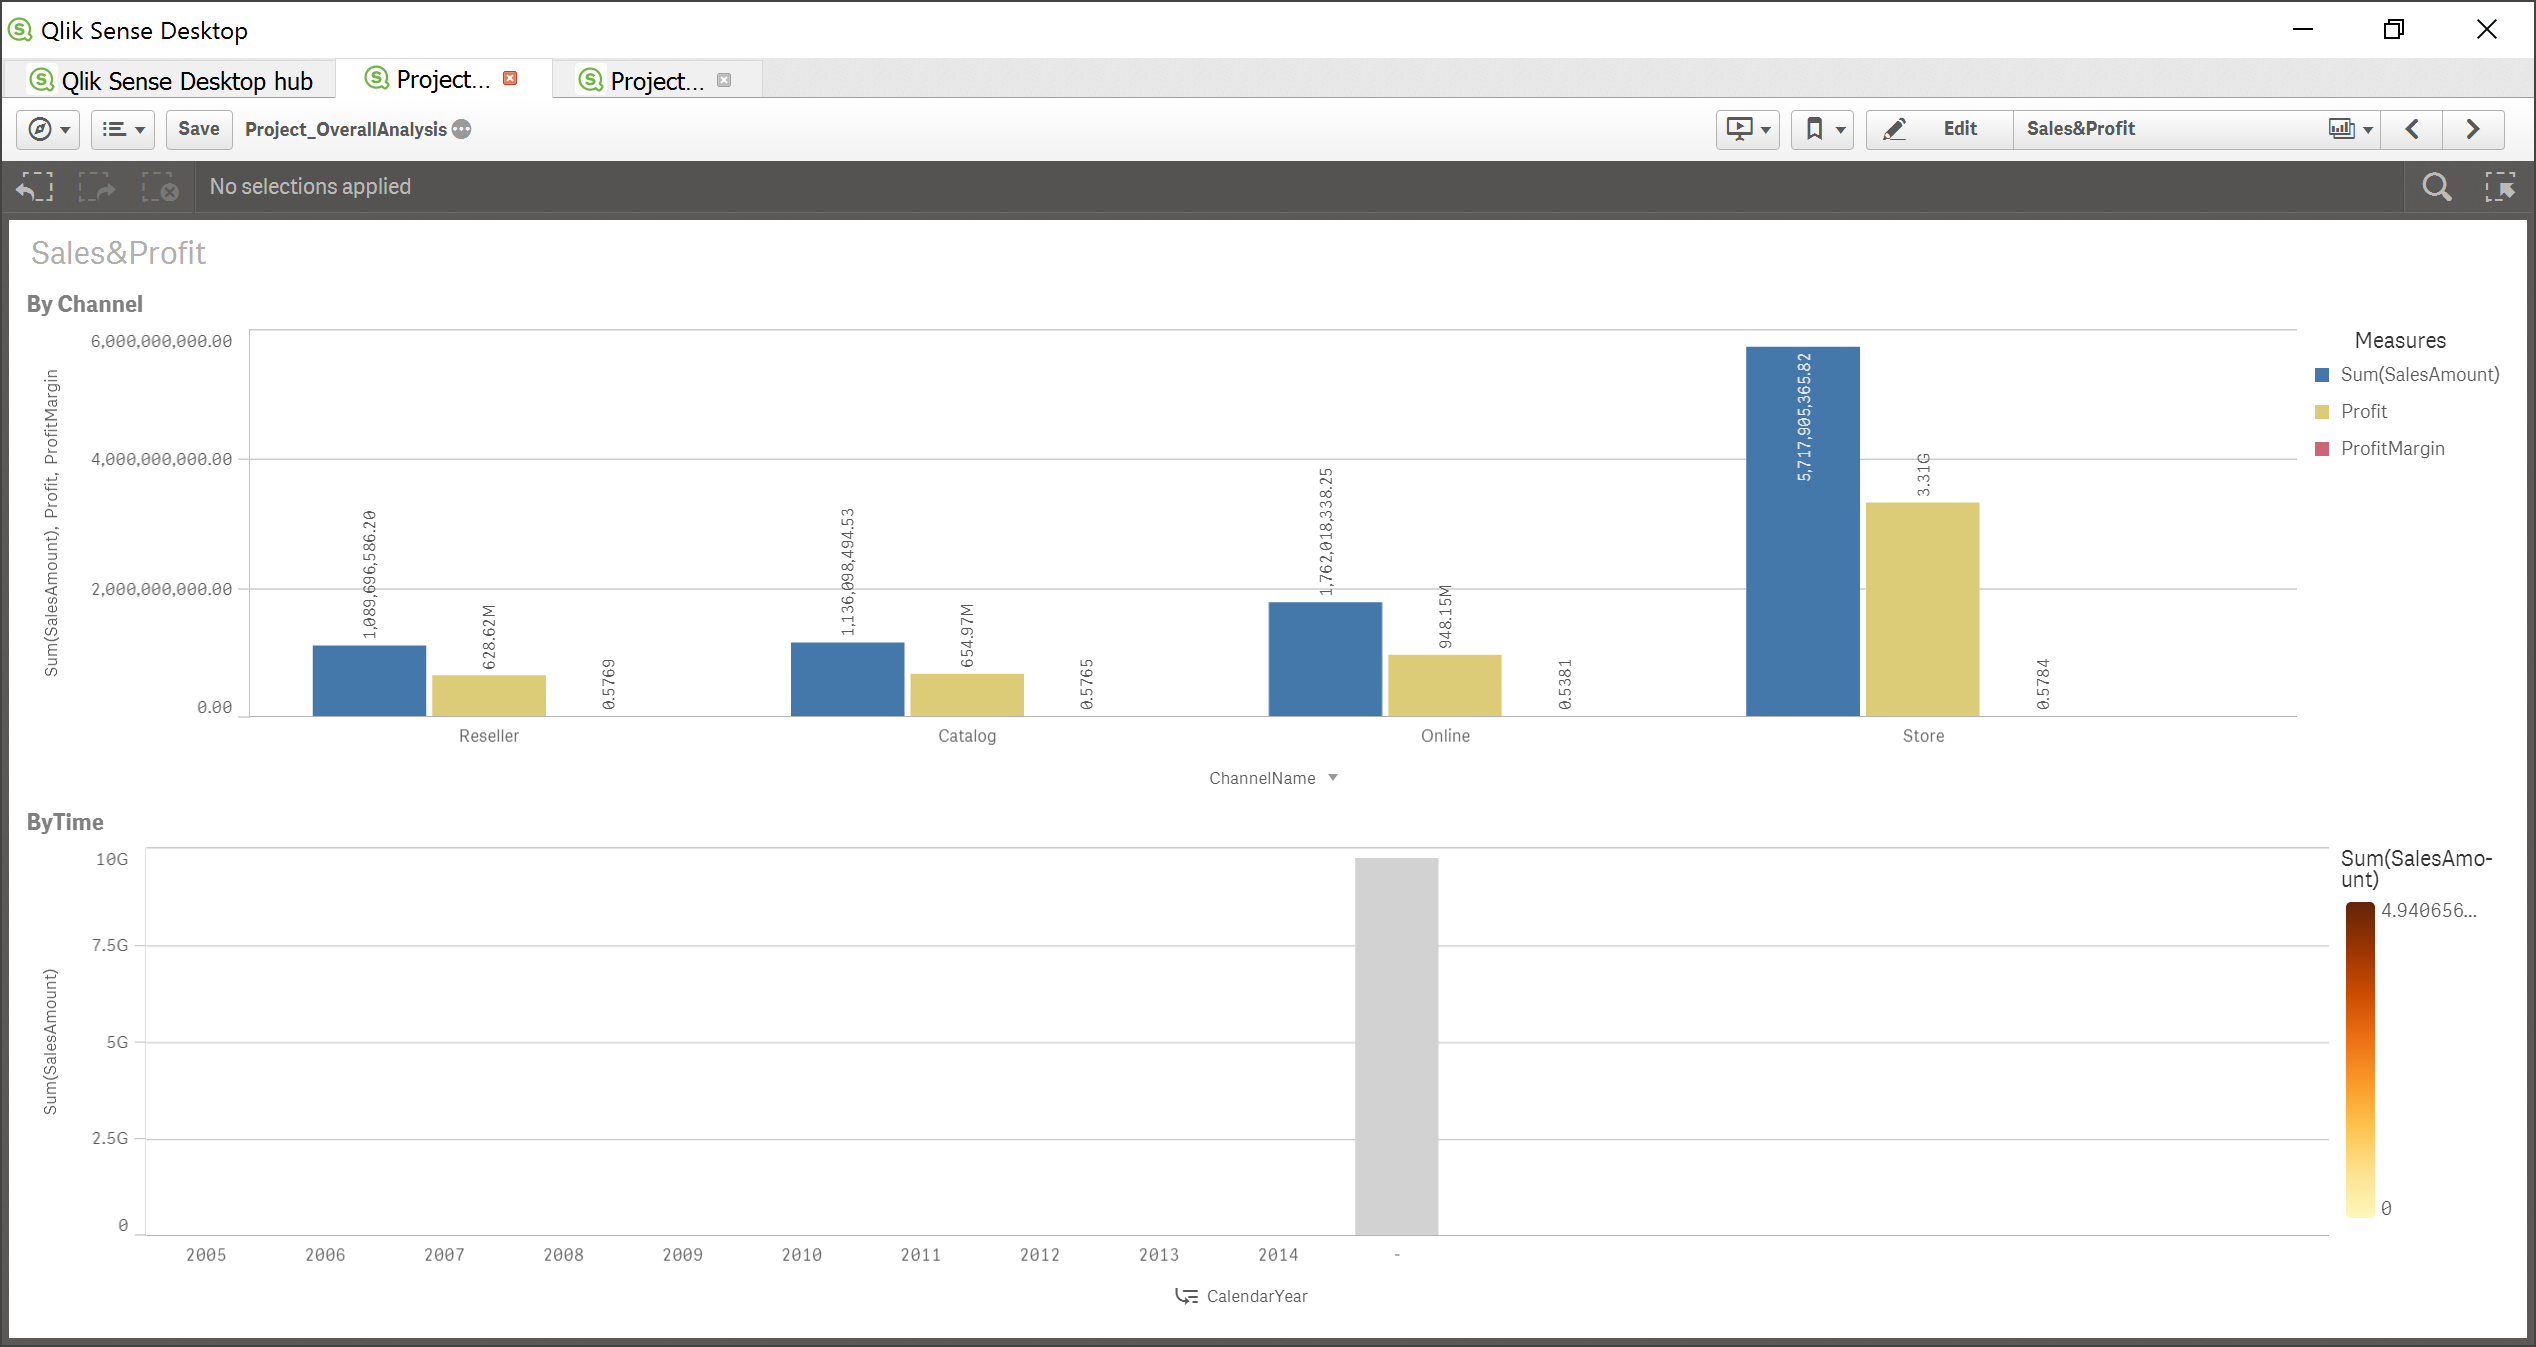 Qlik Sense Desktop
Qlik Sense Desktop hub
Project...
Project...
Save
Project_OverallAnalysis
Edit
Sales&Profit
No selections applied
Sales&Profit
By Channel
Sum(SalesAmount), Profit, ProfitMargin
6,000,000,000.00
4,000,000,000.00
2,000,000,000.00
0.00
1,089,696,586.20
628.62M
0.5769
1,136,098,494.53
654.97M
0.5765
1,762,018,338.25
948.15M
0.5381
5,717,905,365.82
3.31G
0.5784
Reseller
Catalog
Online
Store
ChannelName
Measures
Sum(SalesAmount)
Profit
ProfitMargin
ByTime
Sum(SalesAmount)
10G
7.5G
5G
2.5G
0
2005
2006
2007
2008
2009
2010
2011
2012
2013
2014
-
CalendarYear
Sum(SalesAmo-
unt)
4.940656...
0